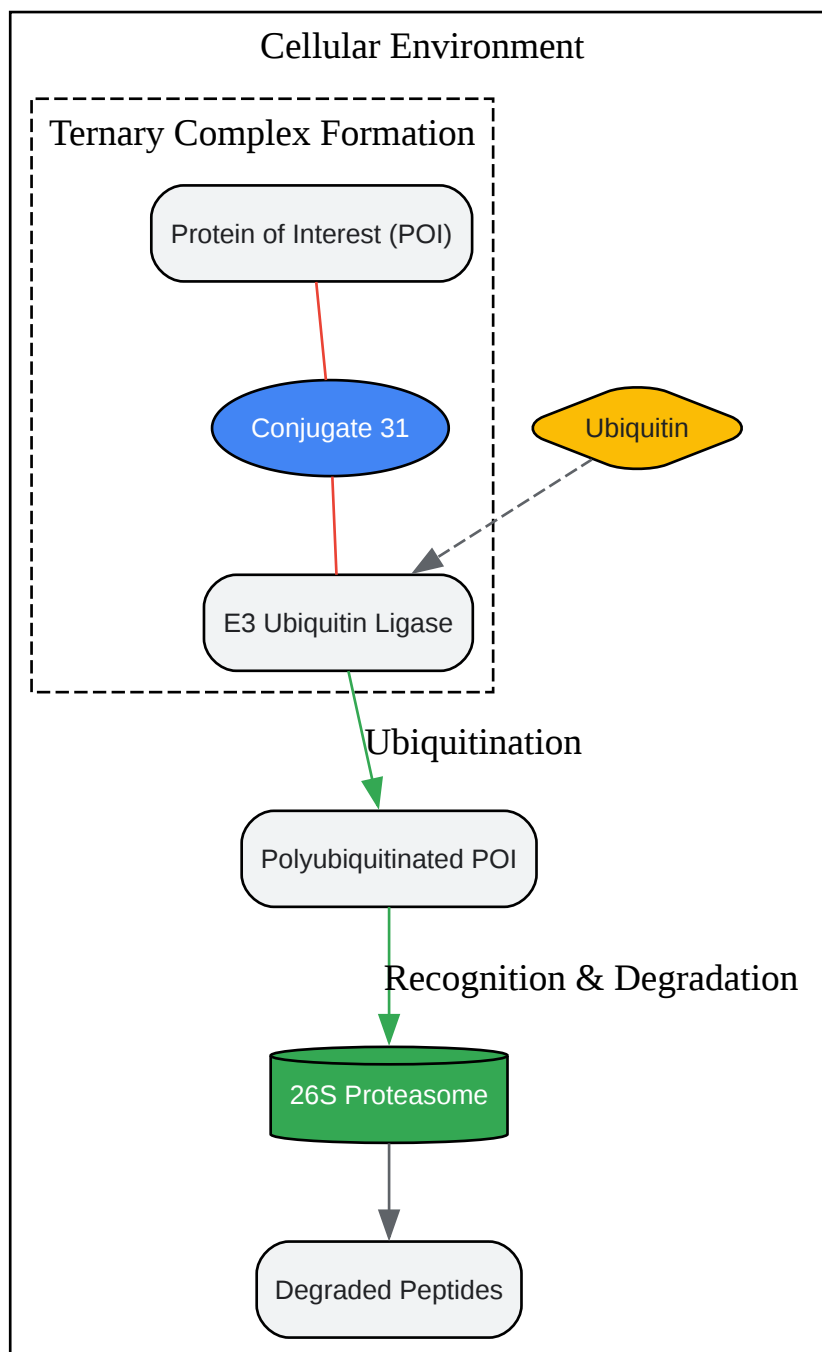 Cellular Environment
Ternary Complex Formation
Protein of Interest (POI)
Conjugate 31
Ubiquitin
E3 Ubiquitin Ligase
Ubiquitination
Polyubiquitinated POI
Recognition & Degradation
26S Proteasome
Degraded Peptides